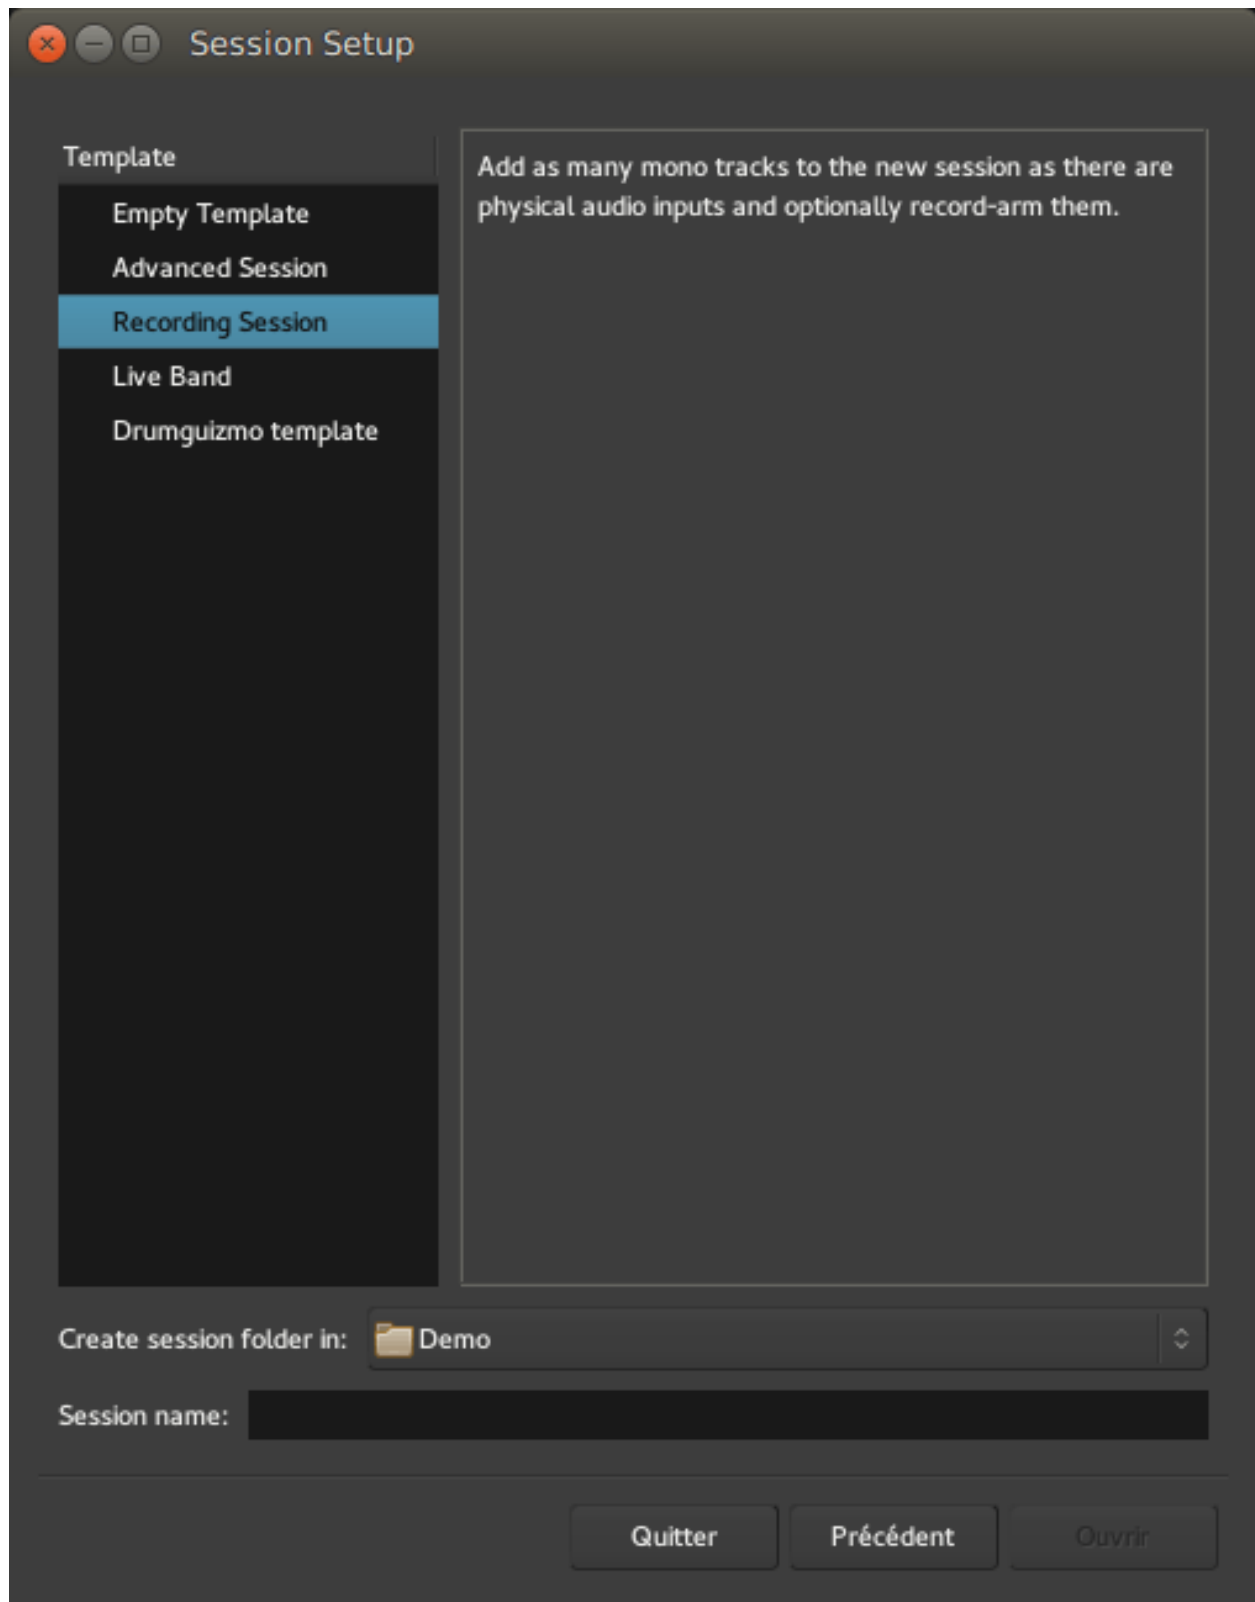 Session Setup
Template
Empty Template
Advanced Session
Recording Session
Live Band
Drumguizmo template
Add as many mono tracks to the new session as there are
physical audio inputs and optionally record-arm them.
Create session folder in:
Demo
Session name:
Quitter
Précédent
Ouvrir